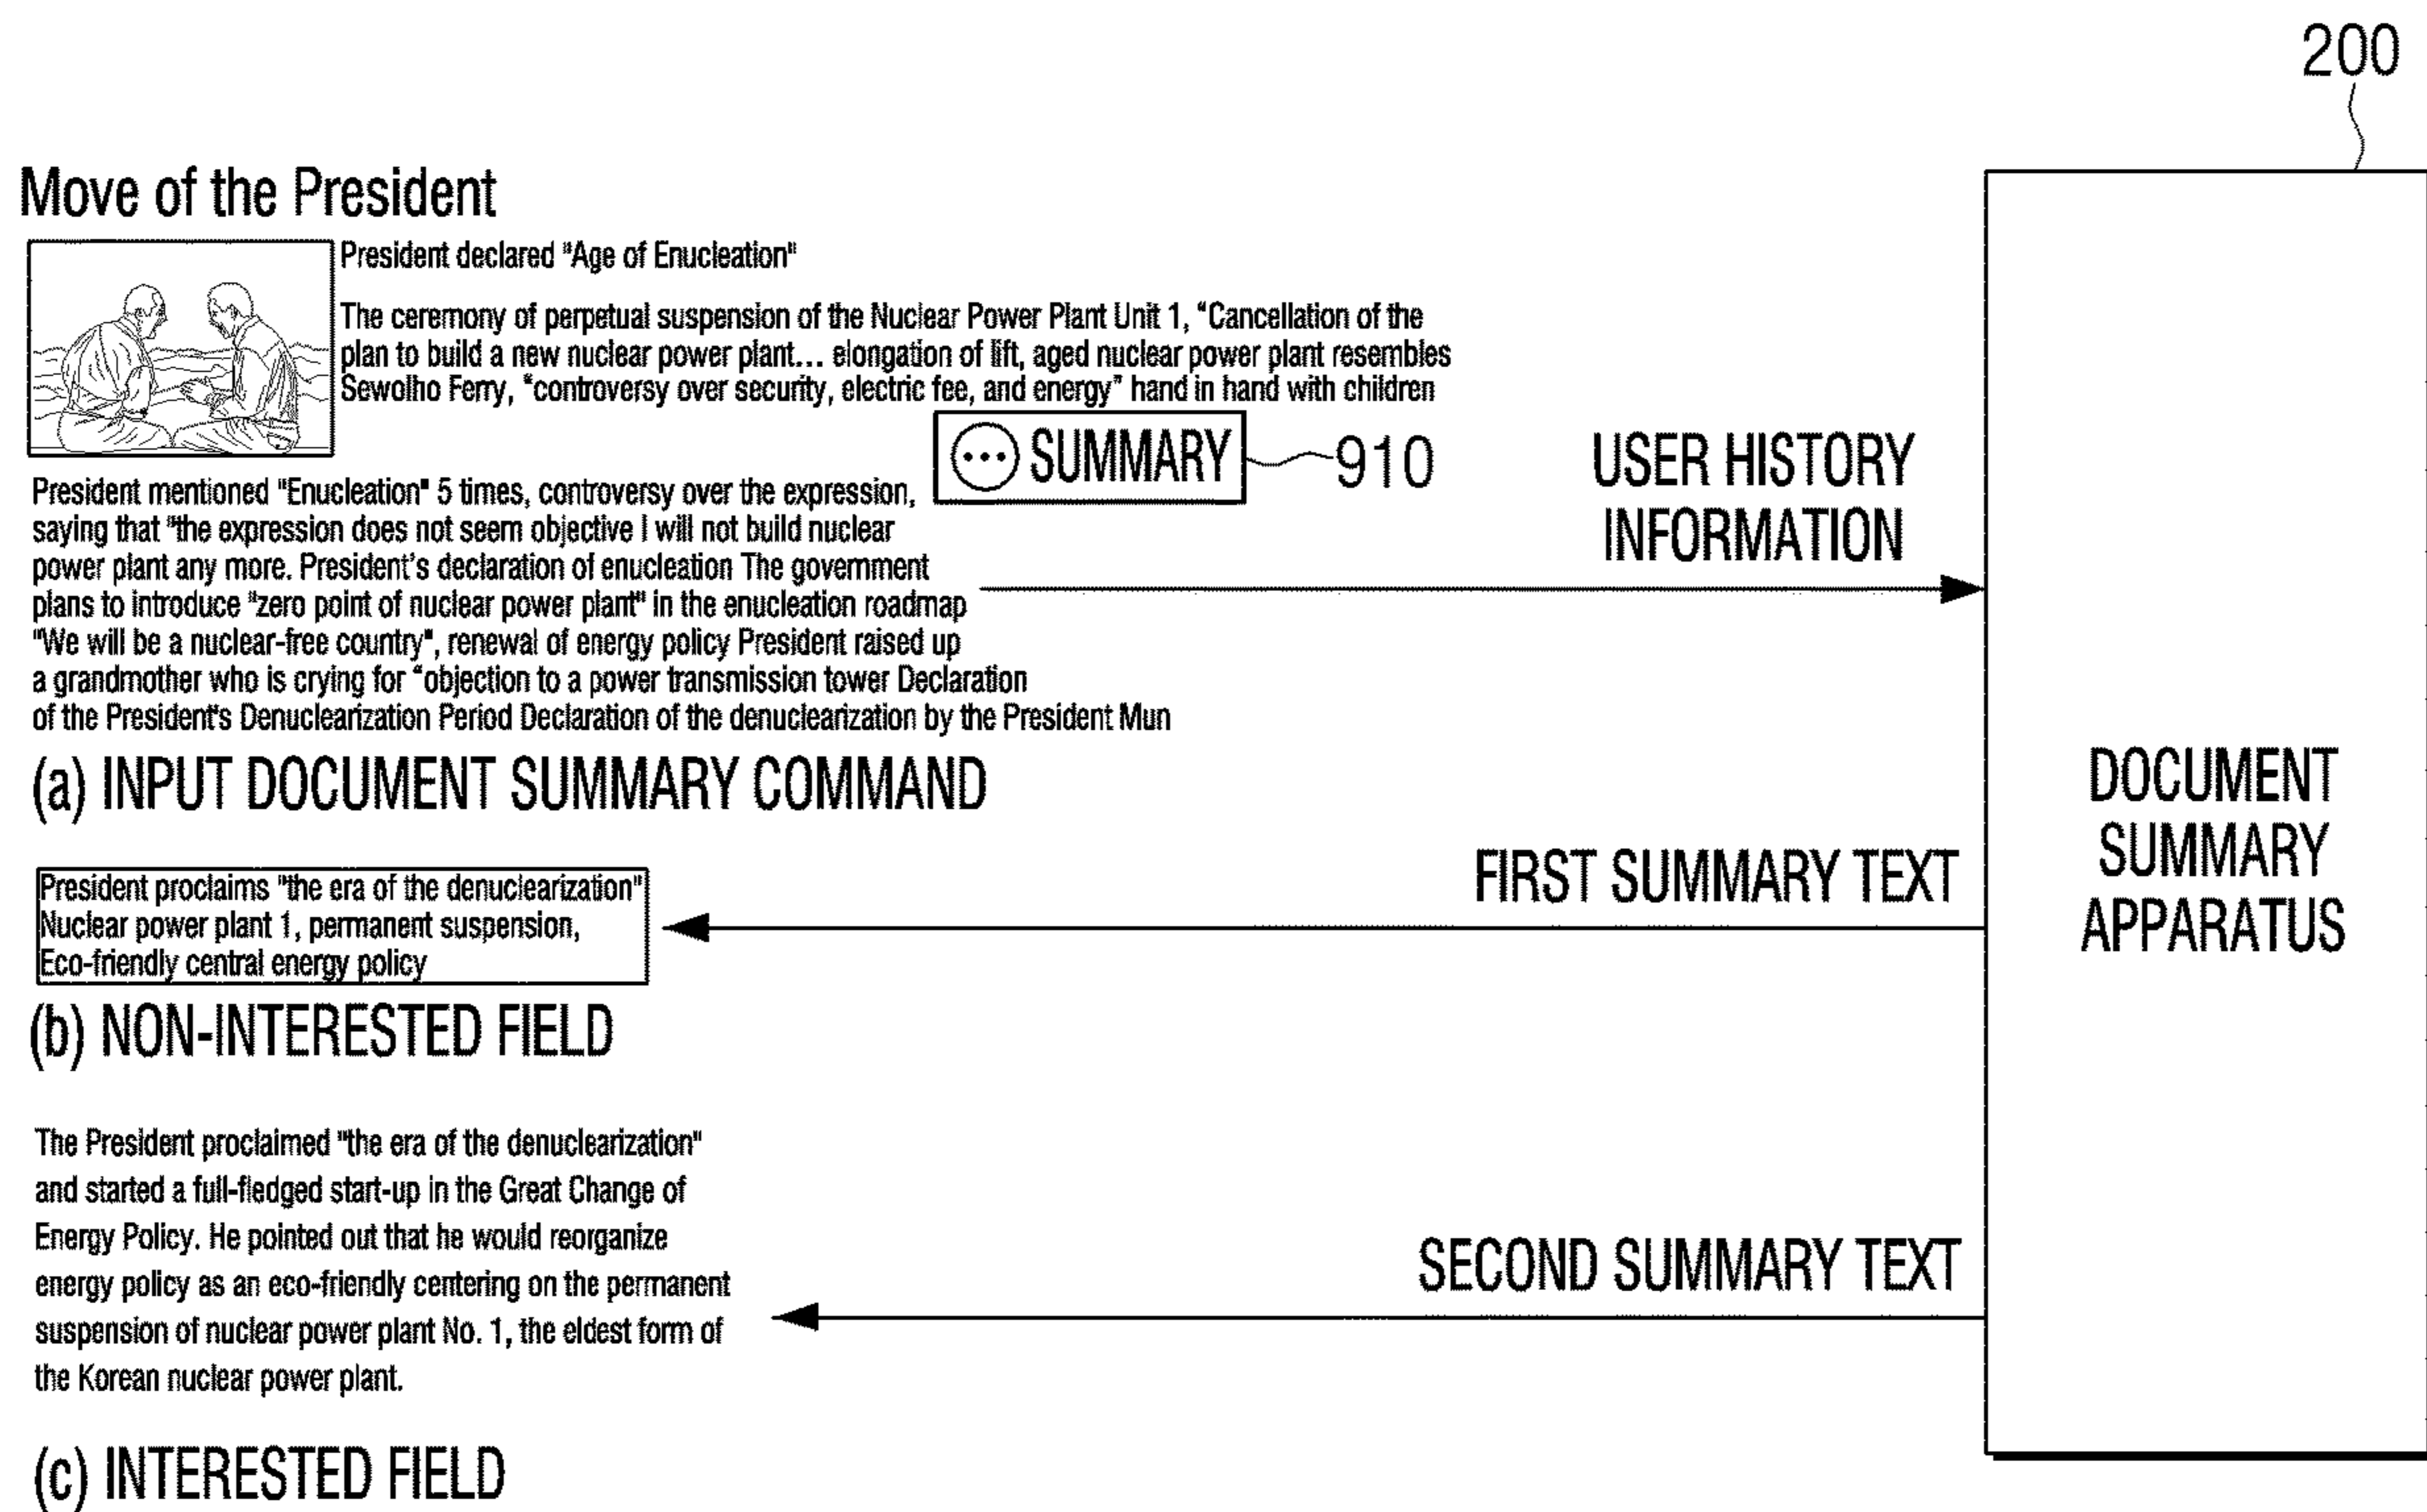 200
Move of the President
President declared "Age of Enucleation"
The ceremony of perpetual suspension of the Nuclear Power Plant Unit 1, "Cancellation of the
plan to build a new nuclear power plant... elongation of lift, aged nuclear power plant resembles
Sewolho Ferry, "controversy over security, electric fee, and energy" hand in hand with children
SUMMARY
910
President mentioned "Enucleation" 5 times, controversy over the expression,
saying that "the expression does not seem objective I will not build nuclear
power plant any more. President's declaration of enucleation The government
plans to introduce "zero point of nuclear power plant" in the enucleation roadmap
"We will be a nuclear-free country", renewal of energy policy President raised up
a grandmother who is crying for "objection to a power transmission tower Declaration
of the President's Denuclearization Period Declaration of the denuclearization by the President Mun
(a) INPUT DOCUMENT SUMMARY COMMAND
USER HISTORY
INFORMATION
DOCUMENT
SUMMARY
APPARATUS
FIRST SUMMARY TEXT
President proclaims "the era of the denuclearization"
Nuclear power plant 1, permanent suspension,
Eco-friendly central energy policy
(b) NON-INTERESTED FIELD
SECOND SUMMARY TEXT
The President proclaimed "the era of the denuclearization"
and started a full-fledged start-up in the Great Change of
Energy Policy. He pointed out that he would reorganize
energy policy as an eco-friendly centering on the permanent
suspension of nuclear power plant No. 1, the eldest form of
the Korean nuclear power plant.
(c) INTERESTED FIELD